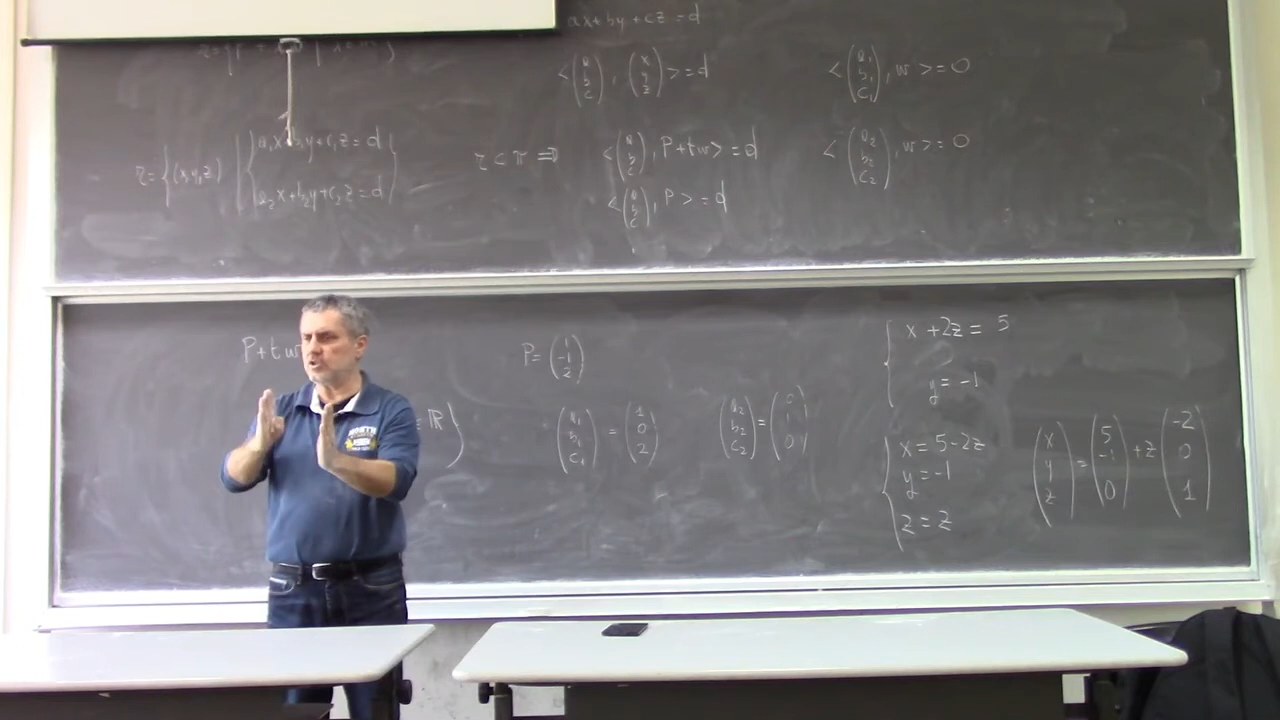 ax+by+cz=d
<(a b c), (x y z)>=d
<(a₁ b₁ c₁), w>=0
r={(x,y,z) | {a₁x+b₁y+c₁z=d
a₂x+b₂y+c₂z=d}
r⊂π ⇒ <(a b c), P+tw>=d
<(a₂ b₂ c₂), w>=0
<(a b c), P>=d
P+tw
P=(1 -1 2)
∈ℝ}
(a₁ b₁ c₁)=(1 0 2)
(a₂ b₂ c₂)=(0 1 0)
{x+2z=5
y=-1
{x=5-2z
y=-1
z=z
(x y z)=(5 -1 0)+z(-2 0 1)